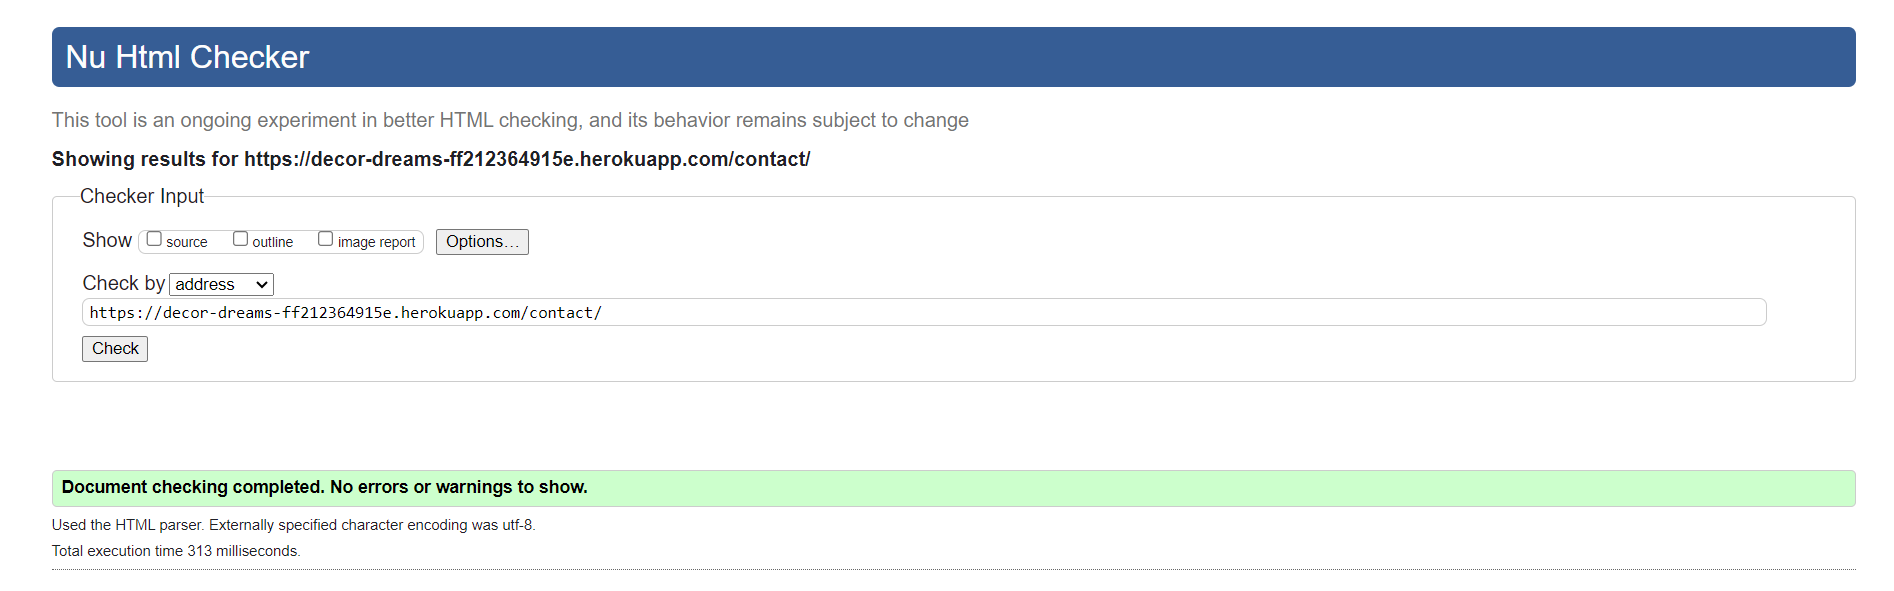 Nu Html Checker
This tool is an ongoing experiment in better HTML checking, and its behavior remains subject to change
Showing results for https://decor-dreams-ff212364915e.herokuapp.com/contact/
Checker Input
Show source outline image report Options...
Check by address
https://decor-dreams-ff212364915e.herokuapp.com/contact/
Check
Document checking completed. No errors or warnings to show.
Used the HTML parser. Externally specified character encoding was utf-8.
Total execution time 313 milliseconds.